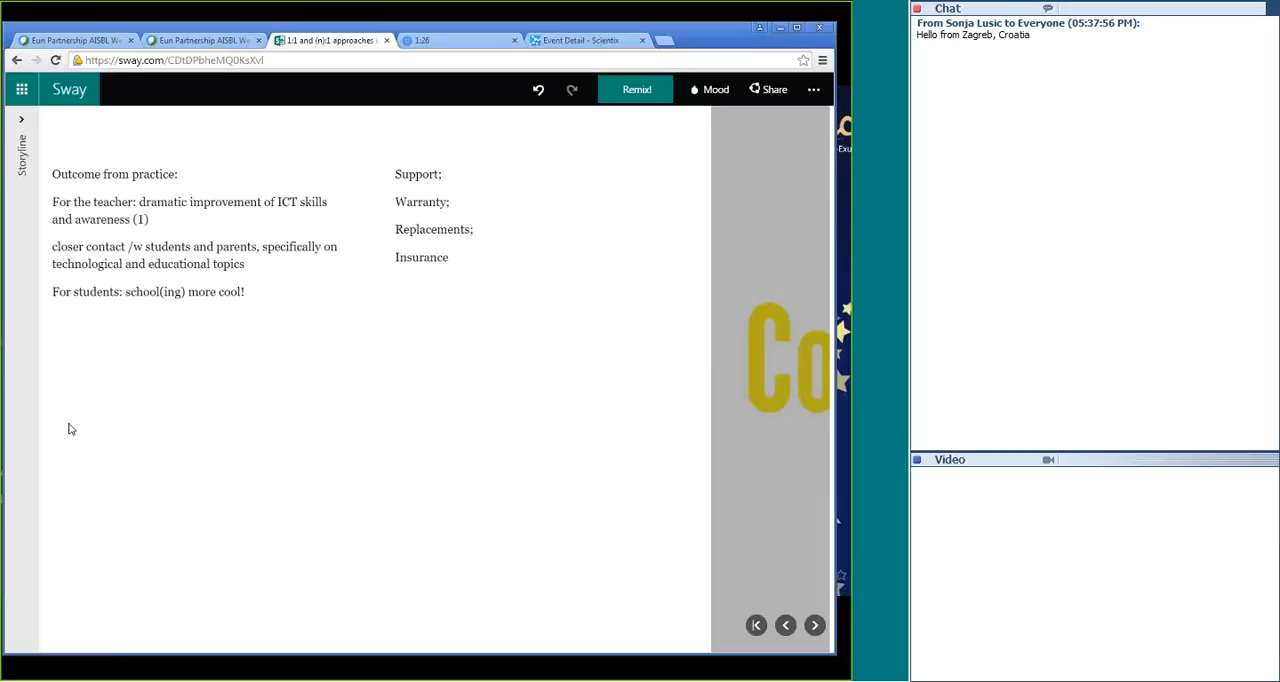 Eun Partnership AISBL We
Eun Partnership AISBL We
1:1 and (n):1 approaches
1:26
Event Detail - Scientix
https://sway.com/CDtDPbheMQ0KsXvl
Sway
Remix!
Mood
Share
Storyline
Outcome from practice:
For the teacher: dramatic improvement of ICT skills
and awareness (1)
closer contact /w students and parents, specifically on
technological and educational topics
For students: school(ing) more cool!
Support;
Warranty;
Replacements;
Insurance
Co
-Exu
Chat
From Sonja Lusic to Everyone (05:37:56 PM):
Hello from Zagreb, Croatia
Video